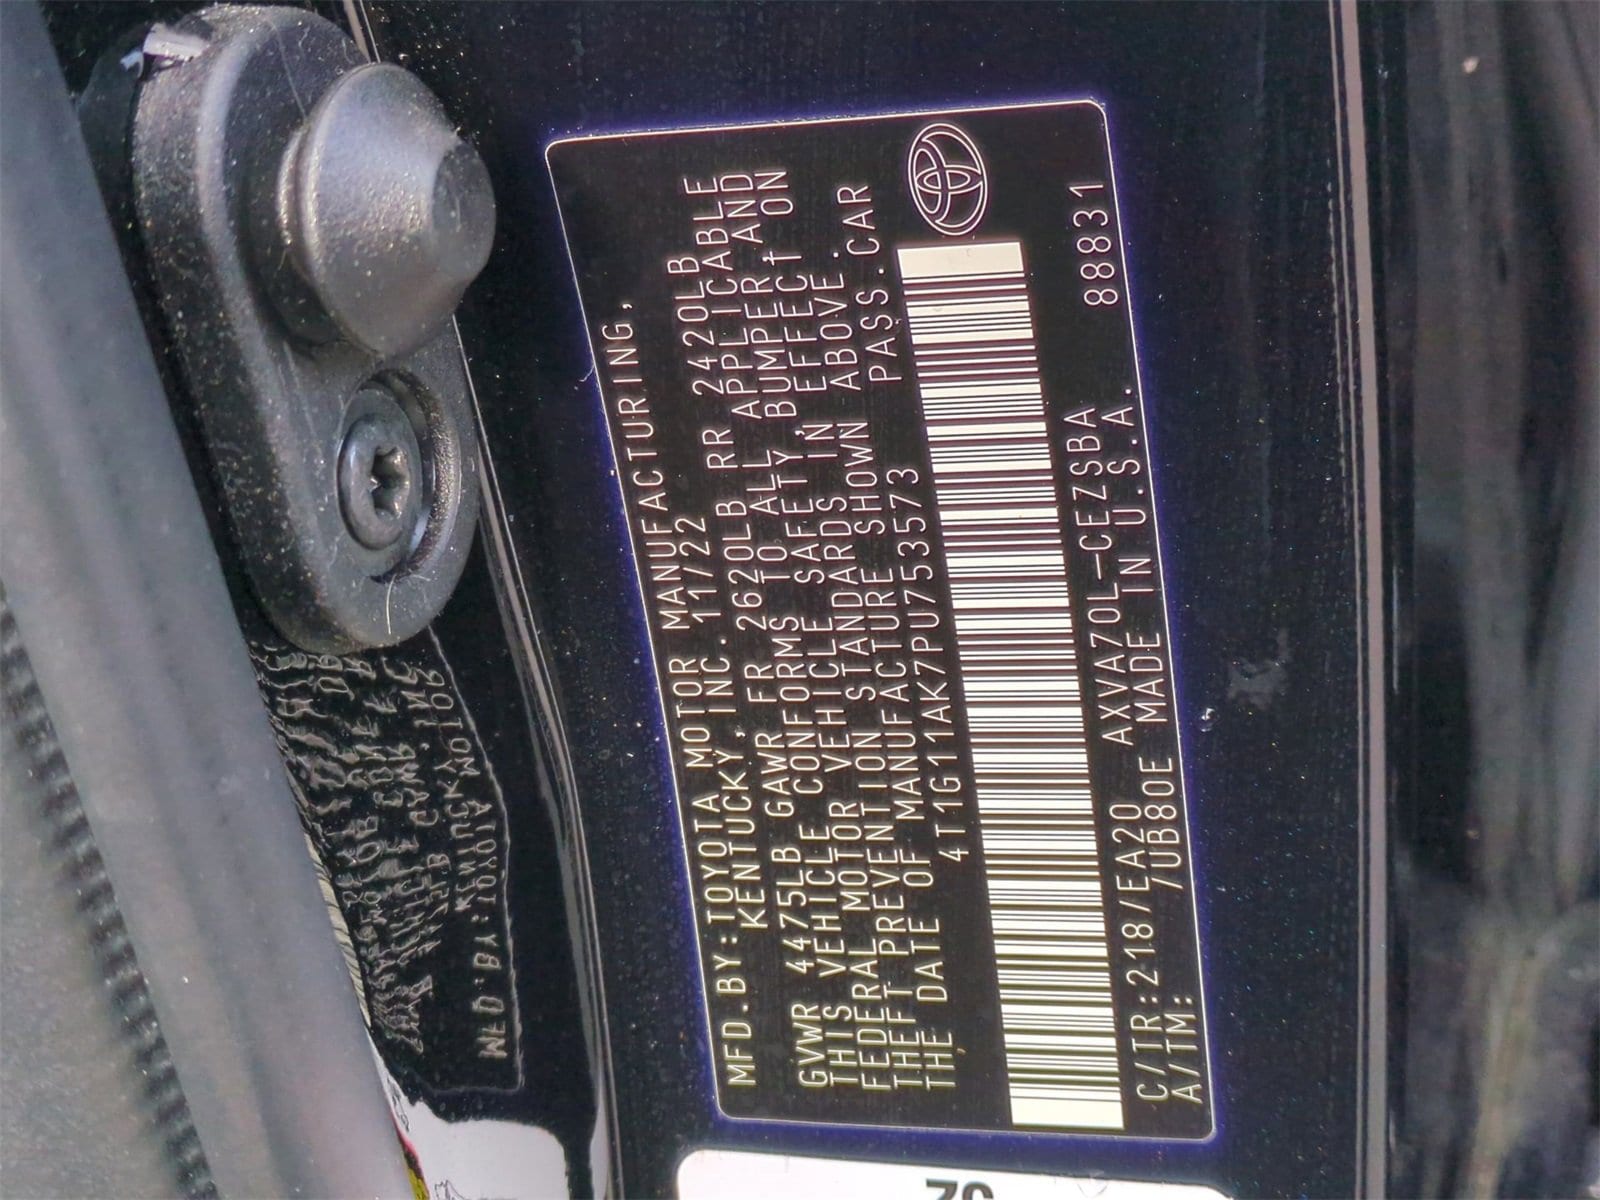 MFD.BY:TOYOTA MOTOR MANUFACTURING,
KENTUCKY, INC. 11/22
GVWR 4475LB GAWR FR 2620LB RR 2420LB
THIS VEHICLE CONFORMS TO ALL APPLICABLE
FEDERAL MOTOR VEHICLE SAFETY, BUMPER, AND
THEFT PREVENTION STANDARDS IN EFFECT ON
THE DATE OF MANUFACTURE SHOWN ABOVE.
4T1G11AK7PU753573 PASS.CAR
C/TR:218/EA20 AXVA70L-CEZSBA 88831
A/TM: /UB80E MADE IN U.S.A.